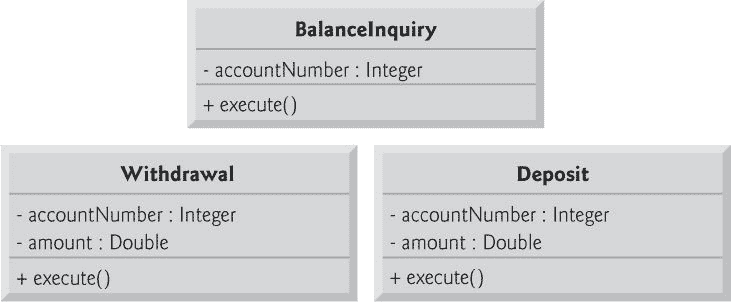 BalanceInquiry
- accountNumber : Integer
+ execute()
Withdrawal
- accountNumber : Integer
- amount : Double
+ execute()
Deposit
- accountNumber : Integer
- amount : Double
+ execute()